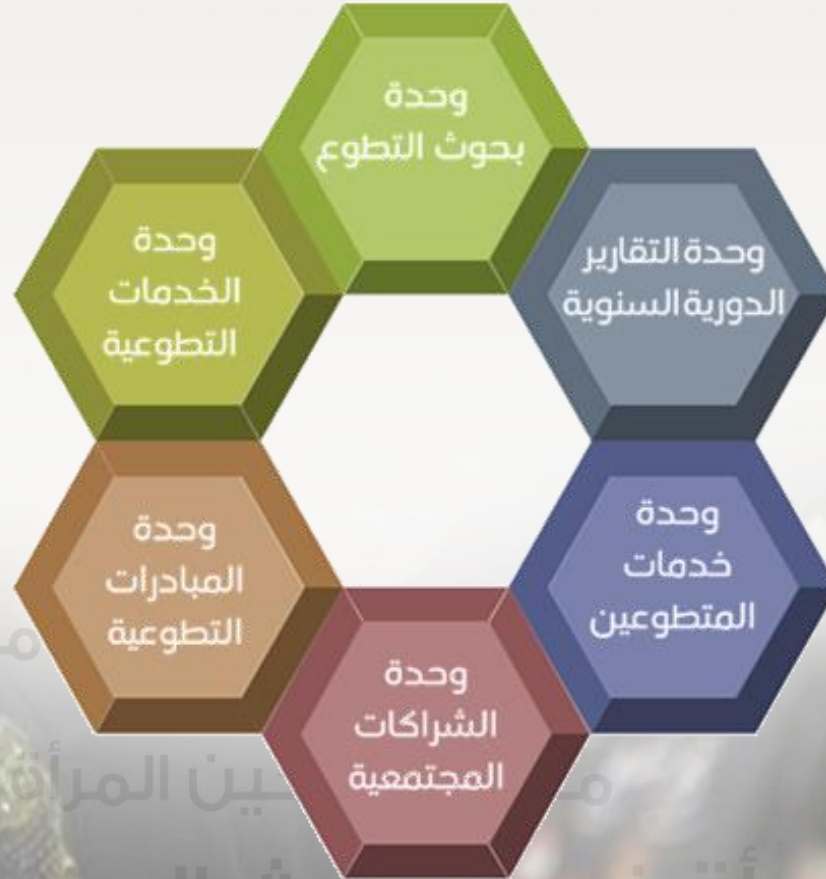 وحدة
بحوث التطوع
وحدة التقارير
الدورية السنوية
وحدة
خدمات
المتطوعين
وحدة
الشراكات
المجتمعية
وحدة
المبادرات
التطوعية
وحدة
الخدمات
التطوعية
المرأة